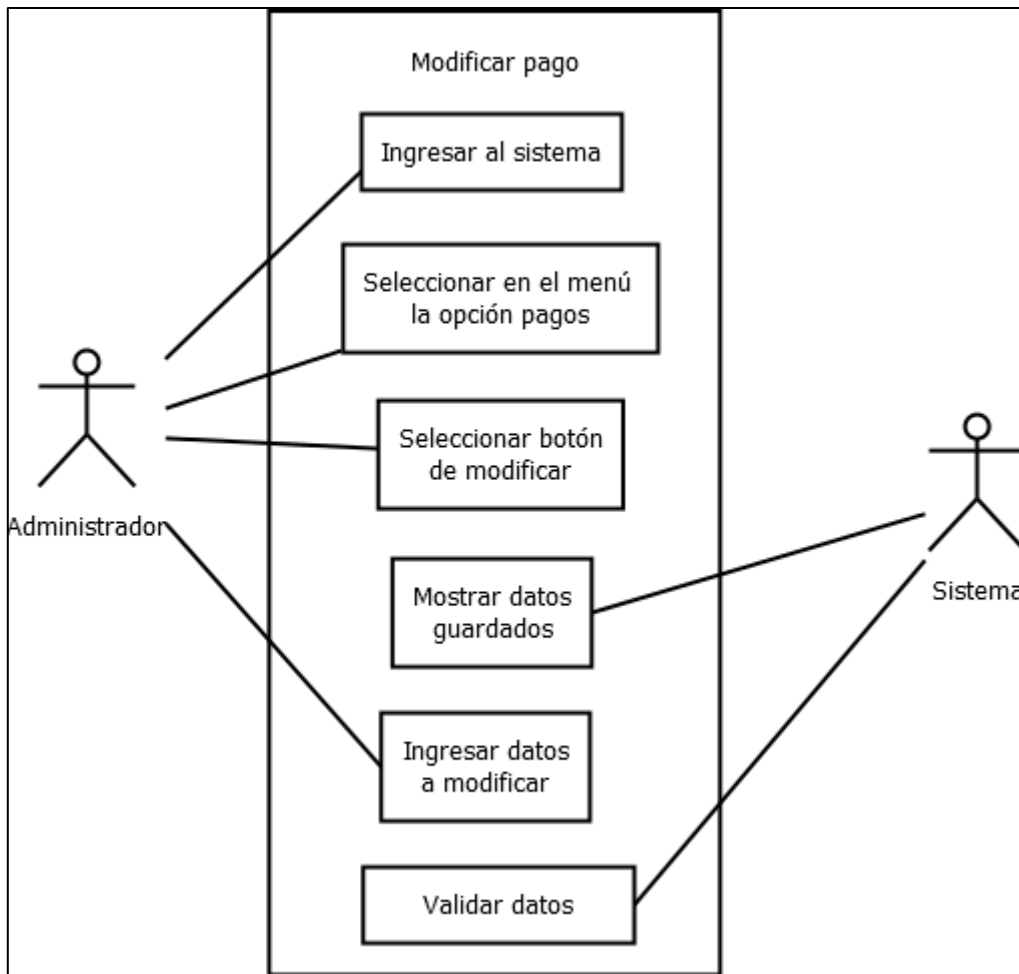 Modificar pago
Ingresar al sistema
Seleccionar en el menú
la opción pagos
Seleccionar botón
de modificar
Administrador
Mostrar datos
guardados
Sistema
Ingresar datos
a modificar
Validar datos